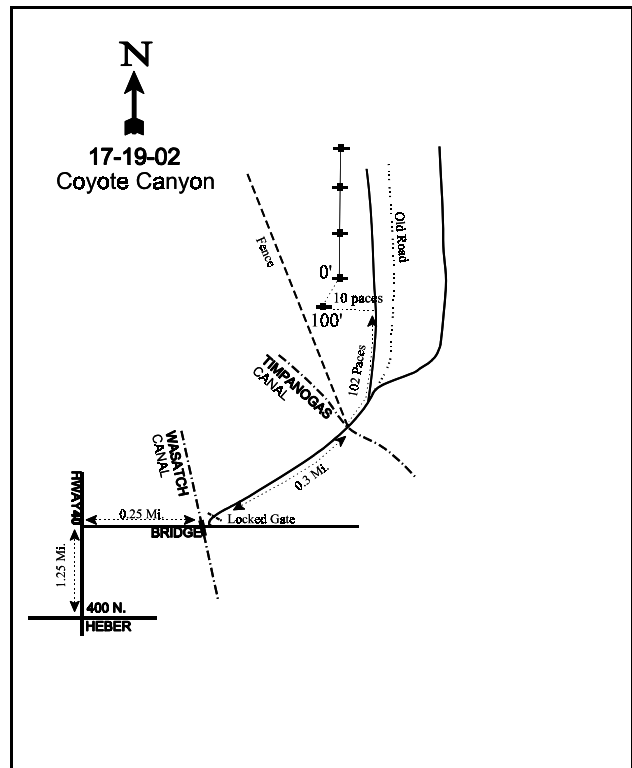 N
17-19-02
Coyote Canyon
Old Road
Fence
0'
10 paces
100'
102 Paces
TIMPANOGAS
CANAL
WASATCH
CANAL
0.3 Mi.
HWAY40
0.25 Mi.
Locked Gate
BRIDGE
1.25 Mi.
400 N.
HEBER